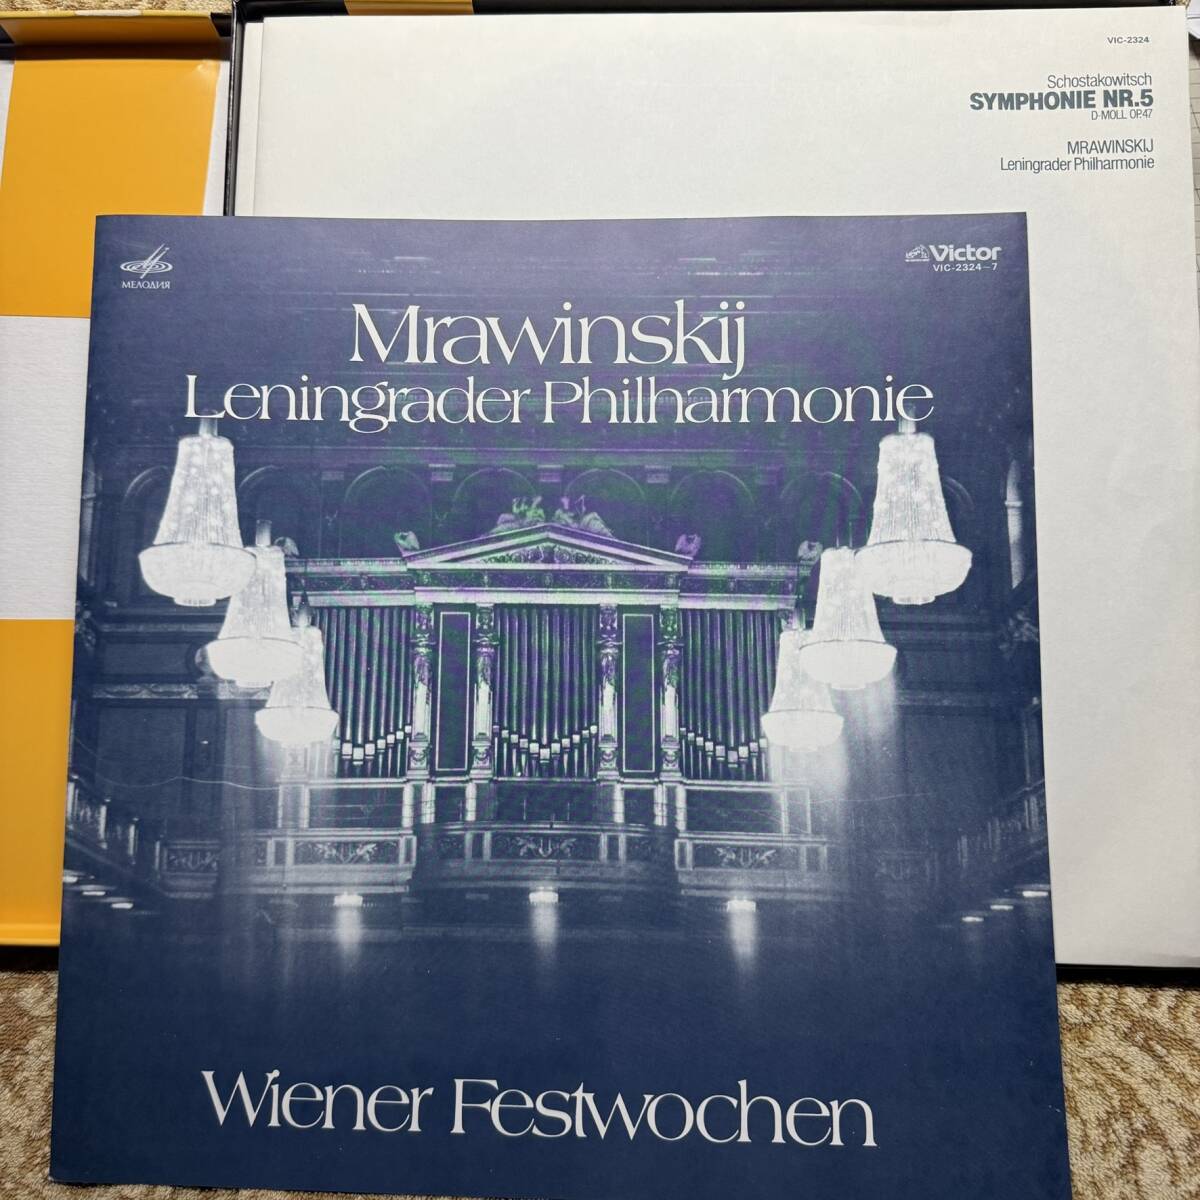 VIC-2324
Schostakowitsch
SYMPHONIE NR.5
D-MOLL OP.47
MRAWINSKIJ
Leningrader Philharmonie
МЕЛОДИЯ
Victor
VIC-2324-7
Mrawinskij
Leningrader Philharmonie
Wiener Festwochen